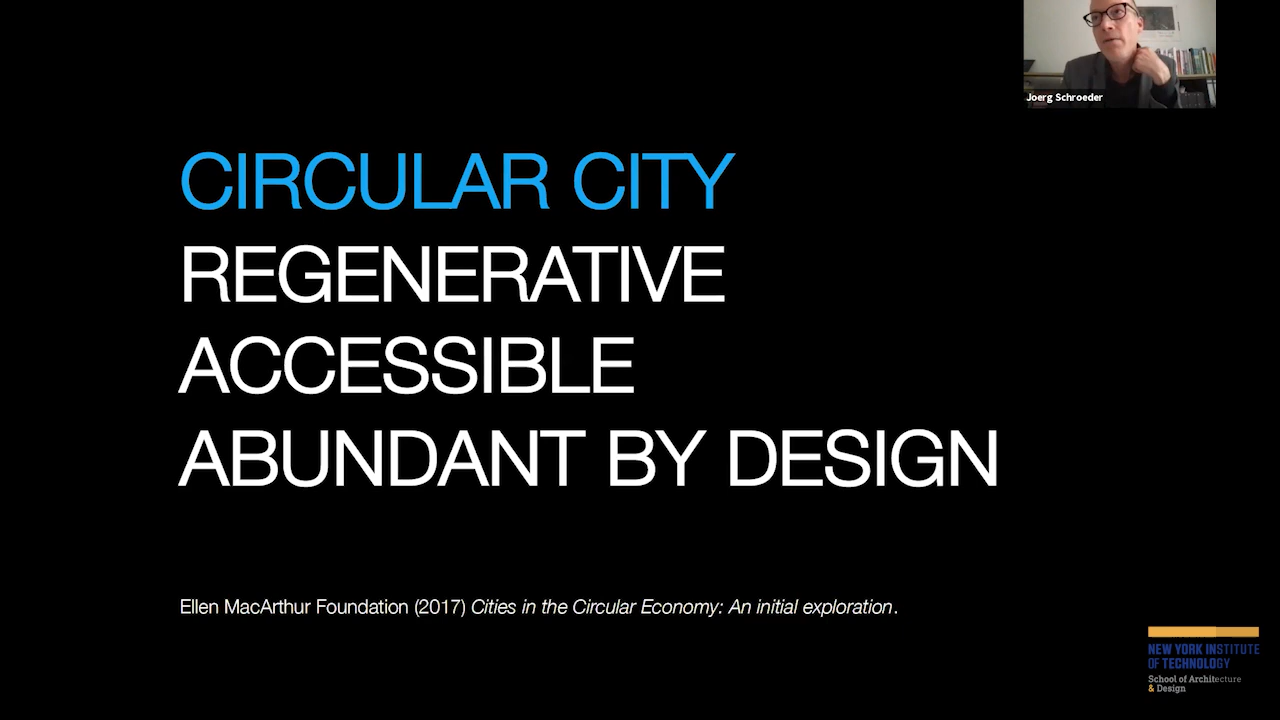 Joerg Schroeder
CIRCULAR CITY
REGENERATIVE
ACCESSIBLE
ABUNDANT BY DESIGN
Ellen MacArthur Foundation (2017) Cities in the Circular Economy: An initial exploration.
NEW YORK INSTITUTE
OF TECHNOLOGY
School of Architecture
& Design